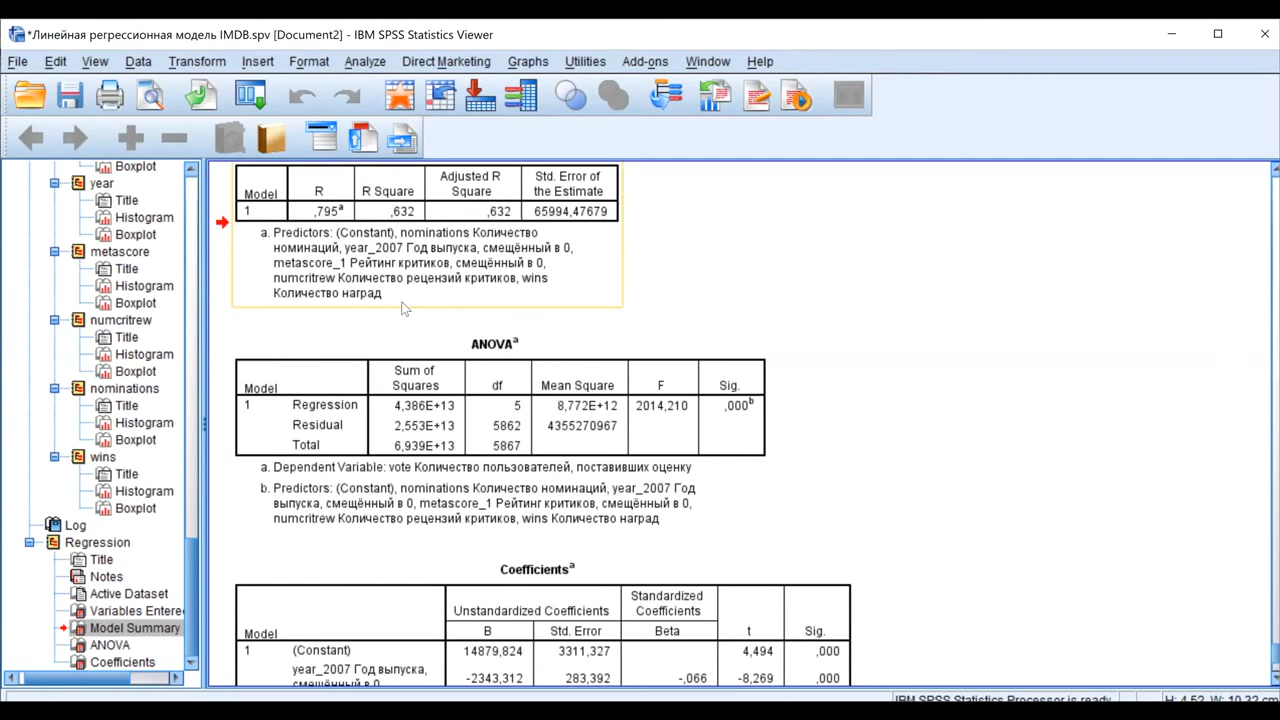 *Линейная регрессионная модель IMDB.spv [Document2] - IBM SPSS Statistics Viewer
File Edit View Data Transform Insert Format Analyze Direct Marketing Graphs Utilities Add-ons Window Help
Boxplot
year
Title
Histogram
Boxplot
metascore
Title
Histogram
Boxplot
numcritrew
Title
Histogram
Boxplot
nominations
Title
Histogram
Boxplot
wins
Title
Histogram
Boxplot
Log
Regression
Title
Notes
Active Dataset
Variables Entere
Model Summary
ANOVA
Coefficients
Model R R Square Adjusted R Square Std. Error of the Estimate
1 ,795a ,632 ,632 65994,47679
a. Predictors: (Constant), nominations Количество
номинаций, year_2007 Год выпуска, смещённый в 0,
metascore_1 Рейтинг критиков, смещённый в 0,
numcritrew Количество рецензий критиков, wins
Количество наград
ANOVAa
Model Sum of Squares df Mean Square F Sig.
1 Regression 4,386E+13 5 8,772E+12 2014,210 ,000b
Residual 2,553E+13 5862 4355270967
Total 6,939E+13 5867
a. Dependent Variable: vote Количество пользователей, поставивших оценку
b. Predictors: (Constant), nominations Количество номинаций, year_2007 Год
выпуска, смещённый в 0, metascore_1 Рейтинг критиков, смещённый в 0,
numcritrew Количество рецензий критиков, wins Количество наград
Coefficientsa
Model Unstandardized Coefficients Standardized Coefficients t Sig.
B Std. Error Beta
1 (Constant) 14879,824 3311,327 4,494 ,000
year_2007 Год выпуска,
смещённый в 0 -2343,312 283,392 -,066 -8,269 ,000
IBM SPSS Statistics Processor is ready
H: 4.52, W: 10.32 cm